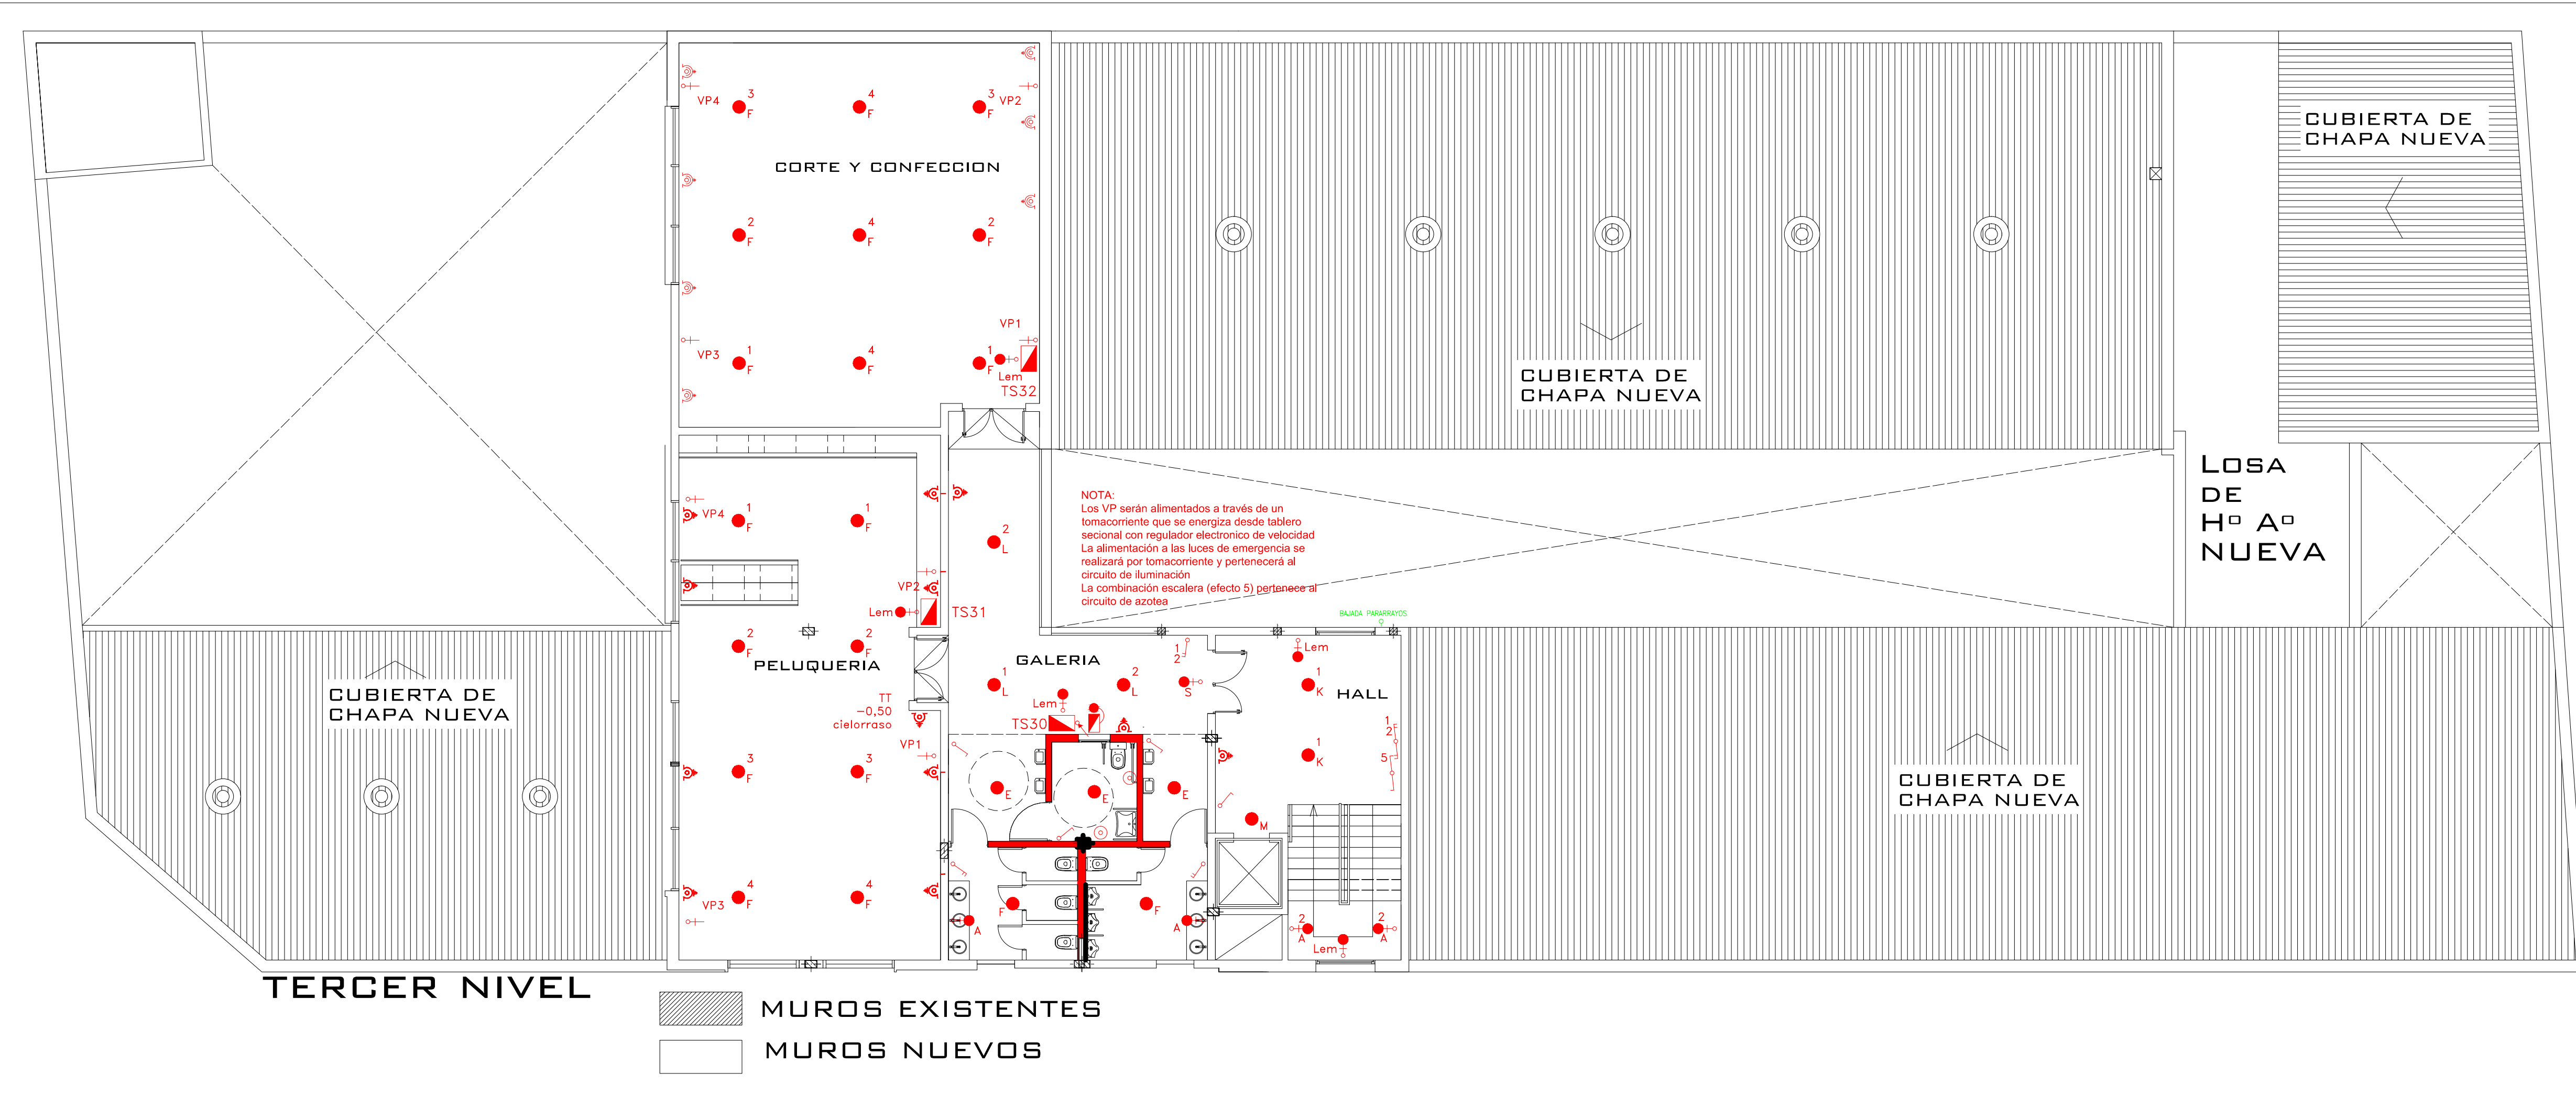 3
4
3
VP4
VP2
F
F
F
CUBIERTA DE
CHAPA NUEVA
CORTE Y CONFECCION
2
4
2
F
F
F
VP1
1
4
1
VP3
F
F
F
Lem
TS32
CUBIERTA DE
CHAPA NUEVA
LOSA
DE
Hº Aº
NUEVA
NOTA:
Los VP serán alimentados a través de un
tomacorriente que se energiza desde tablero
secional con regulador electronico de velocidad
La alimentación a las luces de emergencia se
realizará por tomacorriente y pertenecerá al
circuito de iluminación
La combinación escalera (efecto 5) pertenece al
circuito de azotea
1
1
VP4
F
F
2
L
VP2
Lem
TS31
BAJADA PARARRAYOS
2
2
F
F
PELUQUERIA
GALERIA
1
2
Lem
1
L
2
L
S
1
K
HALL
CUBIERTA DE
CHAPA NUEVA
TT
-0,50
cielorraso
Lem
TS30
1
2
VP1
1
K
5
3
3
F
F
E
E
E
CUBIERTA DE
CHAPA NUEVA
M
4
4
VP3
F
F
F
F
A
A
2
2
A
A
Lem
TERCER NIVEL
MUROS EXISTENTES
MUROS NUEVOS